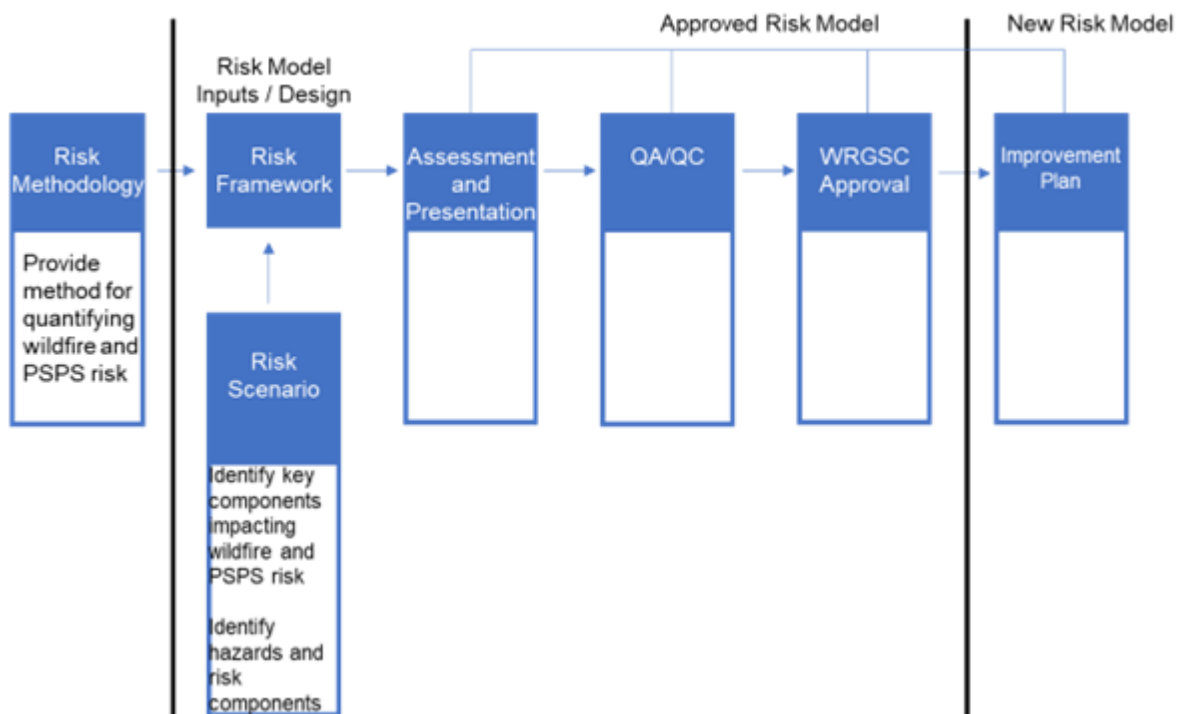 Approved Risk Model
New Risk Model
Risk Model
Inputs / Design
Risk
Methodology
Provide
method for
quantifying
wildfire and
PSPS risk
Risk
Framework
Risk
Scenario
Identify key
components
impacting
wildfire and
PSPS risk
Identify
hazards and
risk
components
Assessment
and
Presentation
QA/QC
WRGSC
Approval
Improvement
Plan